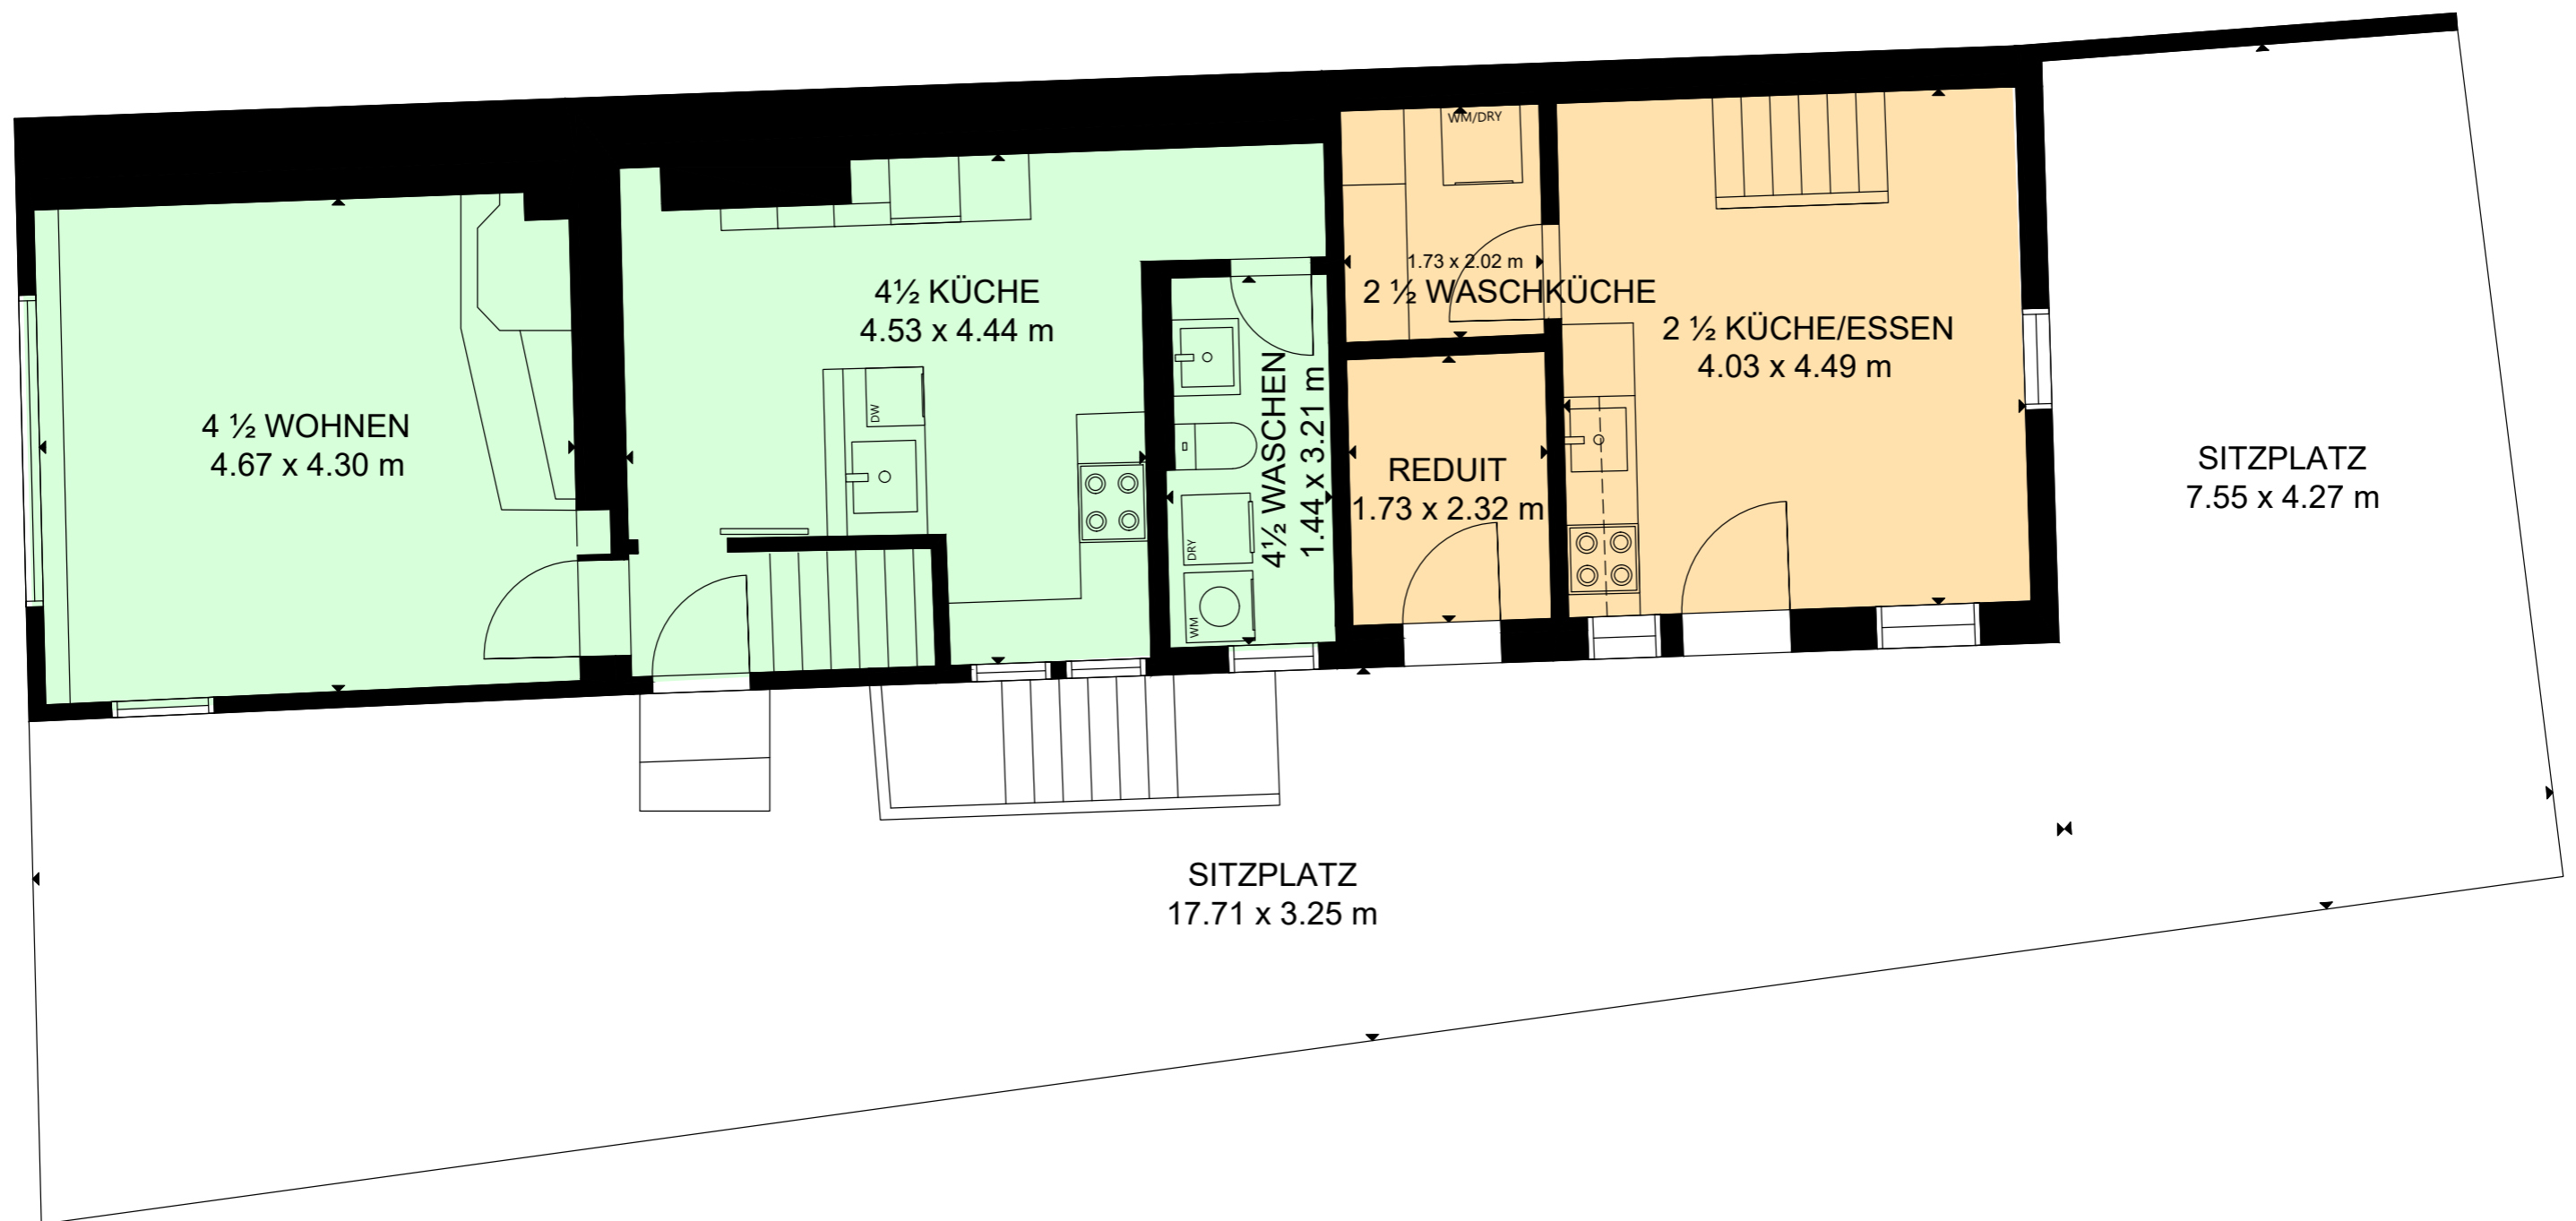 WM/DRY
1.73 x 2.02 m
2 ½ WASCHKÜCHE
4½ KÜCHE
4.53 x 4.44 m
2 ½ KÜCHE/ESSEN
4.03 x 4.49 m
4 ½ WOHNEN
4.67 x 4.30 m
DW
4½ WASCHEN
1.44 x 3.21 m
REDUIT
1.73 x 2.32 m
SITZPLATZ
7.55 x 4.27 m
DRY
WM
SITZPLATZ
17.71 x 3.25 m